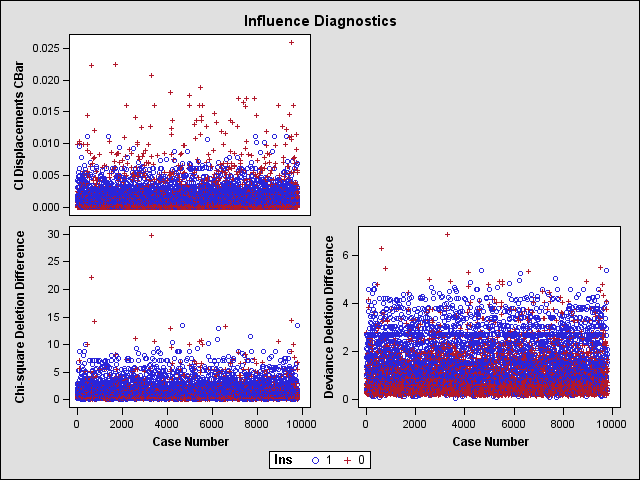 Influence Diagnostics
CI Displacements CBar
0.025
0.020
0.015
0.010
0.005
0.000
Chi-square Deletion Difference
30
25
20
15
10
5
0
0 2000 4000 6000 8000 10000
Case Number
Deviance Deletion Difference
6
4
2
0
0 2000 4000 6000 8000 10000
Case Number
Ins 1 0